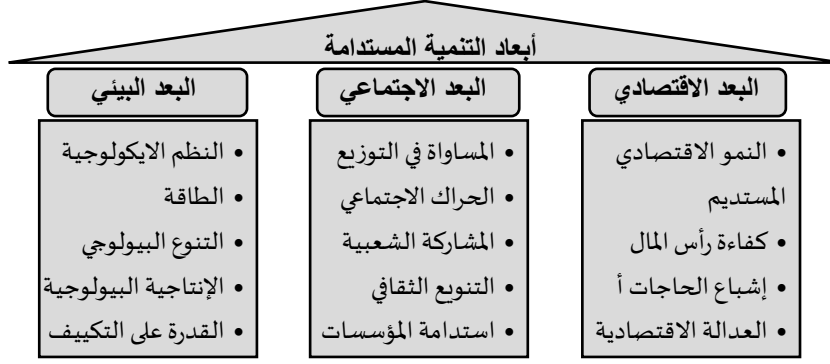 أبعاد التنمية المستدامة
البعد الاقتصادي
• النمو الاقتصادي
المستديم
• كفاءة رأس المال
• إشباع الحاجات أ
• العدالة الاقتصادية
البعد الاجتماعي
• المساواة في التوزيع
• الحراك الاجتماعي
• المشاركة الشعبية
• التنويع الثقافي
• استدامة المؤسسات
البعد البيئي
• النظم الايكولوجية
• الطاقة
• التنوع البيولوجي
• الإنتاجية البيولوجية
• القدرة على التكييف